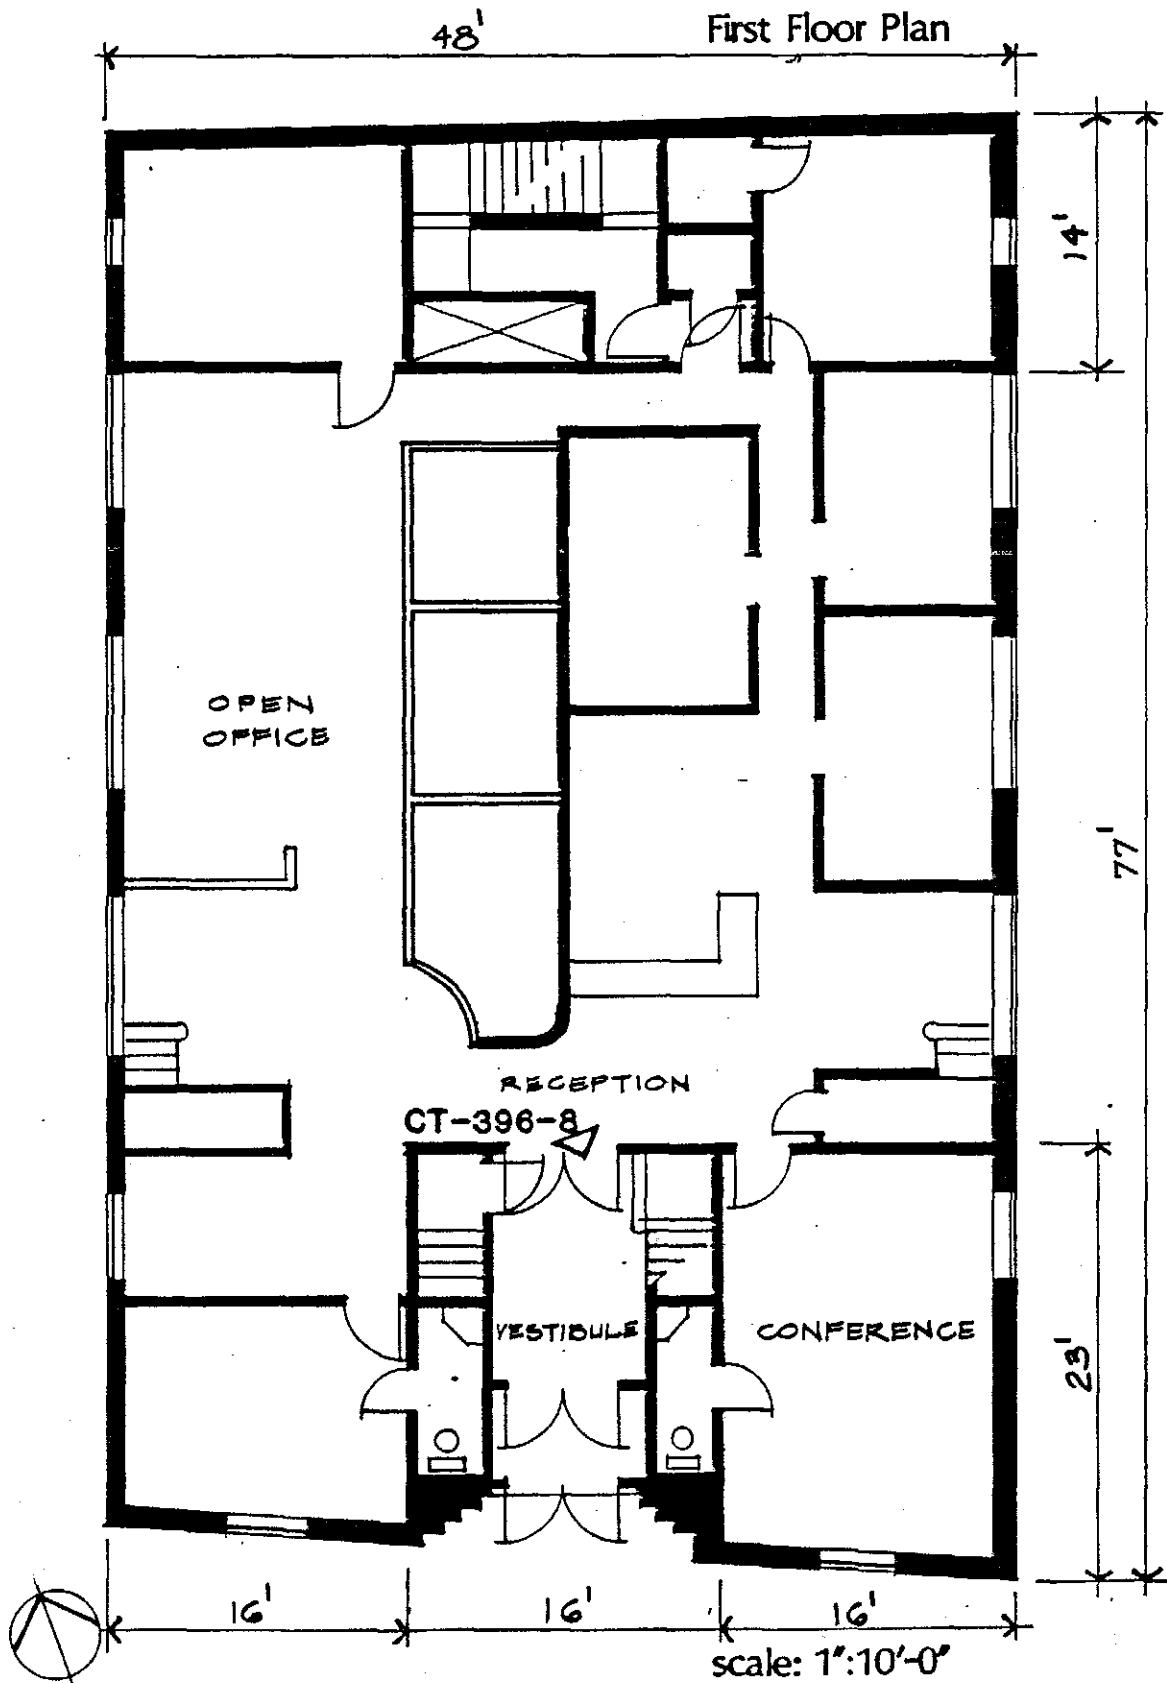 48'
First Floor Plan
14'
OPEN
OFFICE
77'
RECEPTION
CT-396-8
VESTIBULE
CONFERENCE
23'
16'
16'
16'
scale: 1":10'-0"